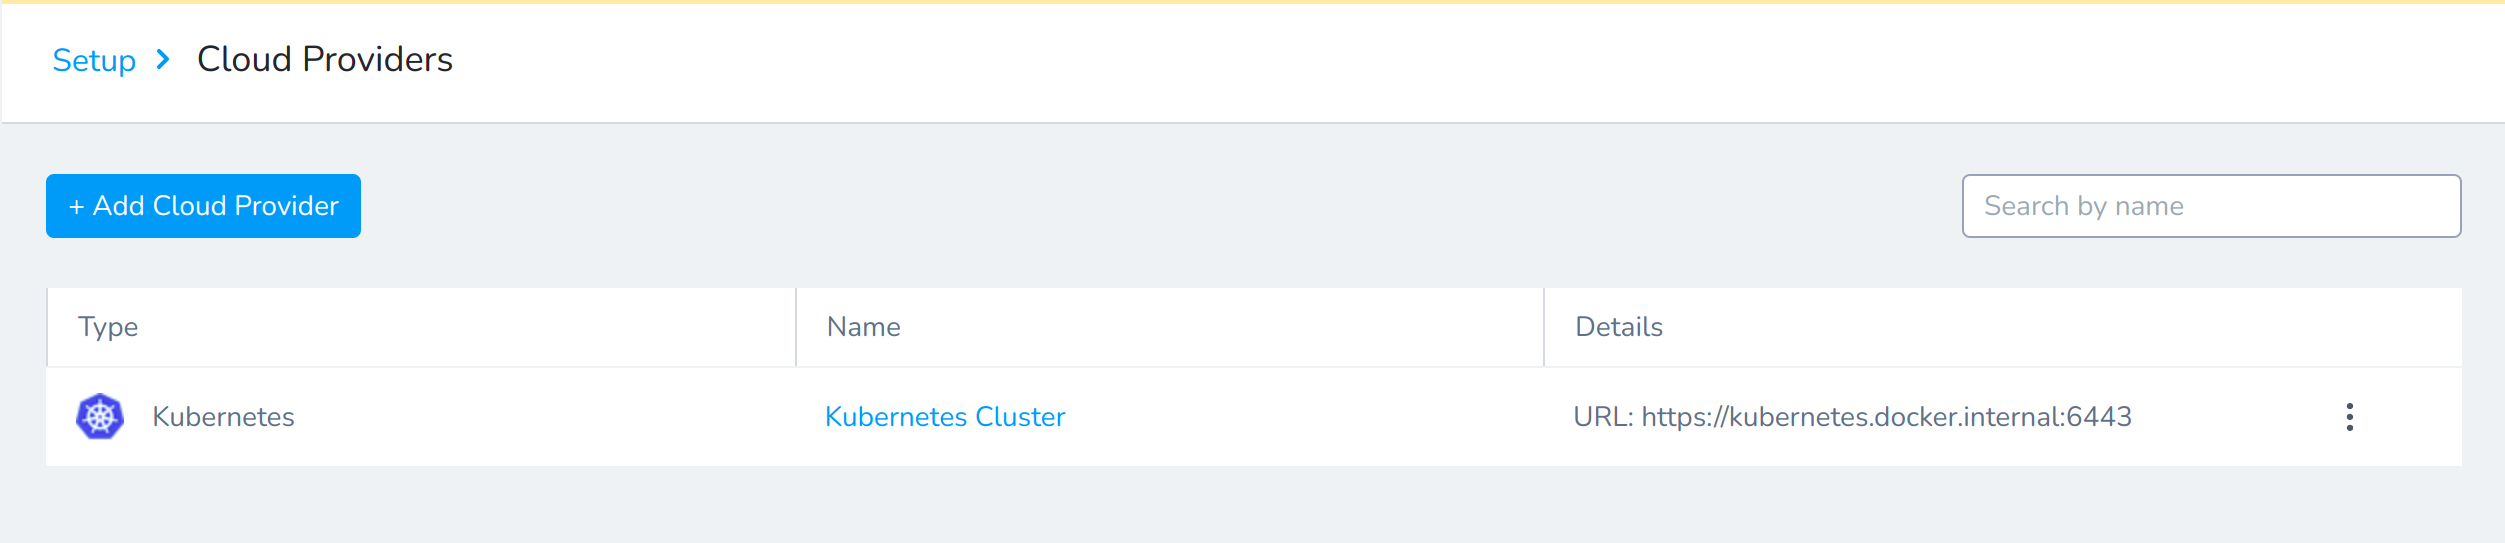 Setup Cloud Providers
+ Add Cloud Provider
Search by name
Type Name Details
Kubernetes Kubernetes Cluster URL: https://kubernetes.docker.internal:6443